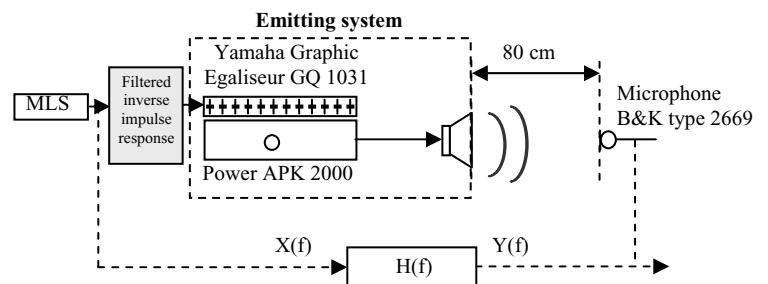 Emitting system
Yamaha Graphic
Egaliseur GQ 1031
80 cm
MLS
Filtered
inverse
impulse
response
Microphone
B&K type 2669
Power APK 2000
X(f)
H(f)
Y(f)